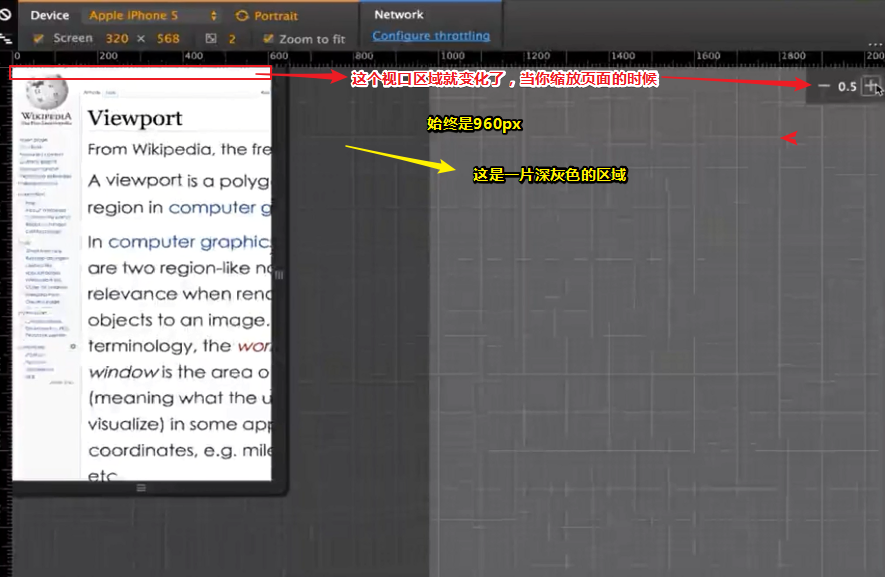 Device Apple iPhone 5 Portrait Network
Screen 320 × 568 2 Zoom to fit Configure throttling
...
0 200 400 600 800 1000 1200 1400 1600 1800 200
这个视口区域就变化了，当你缩放页面的时候
— 0.5 +
始终是960px
这是一片深灰色的区域
WIKIPEDIA
Viewport
From Wikipedia, the fre
A viewport is a polyg
region in computer g
In computer graphic
are two region-like no
relevance when rend
objects to an image.
terminology, the wor
window is the area o
(meaning what the u
visualize) in some app
coordinates, e.g. mile
etc